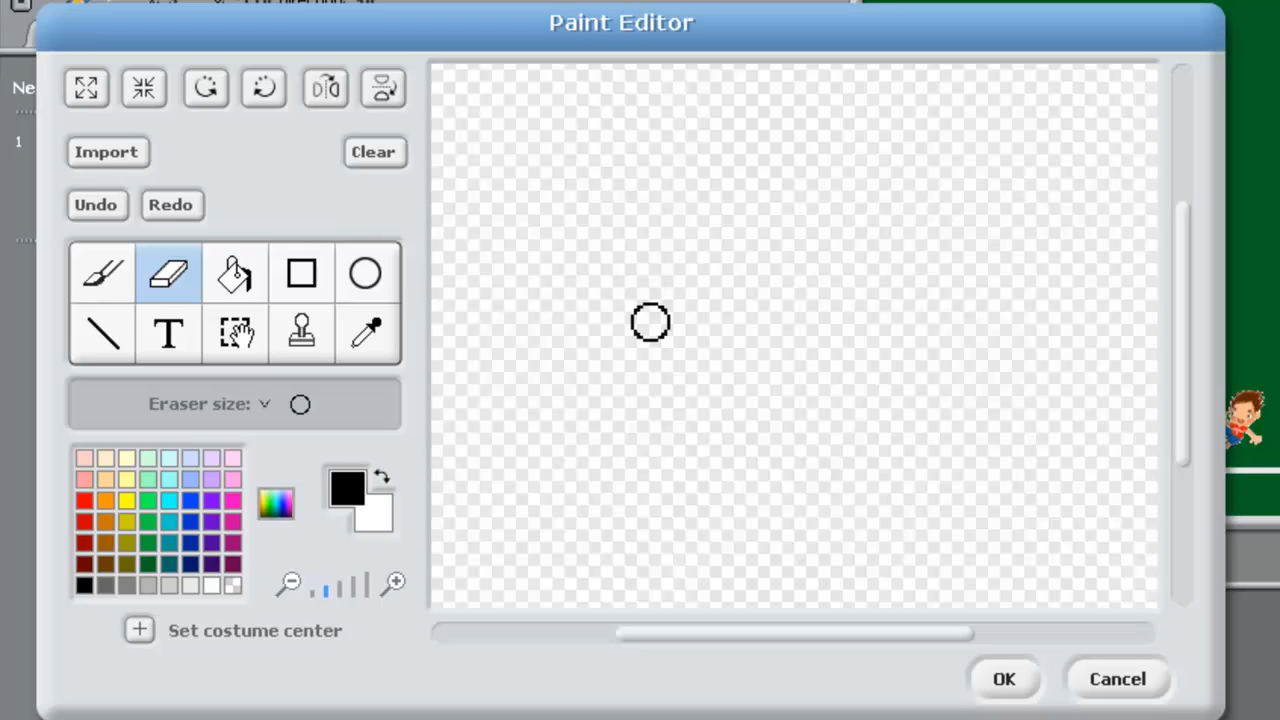 Paint Editor
Ne
Import
Clear
1
Undo
Redo
T
Eraser size:
Set costume center
OK
Cancel